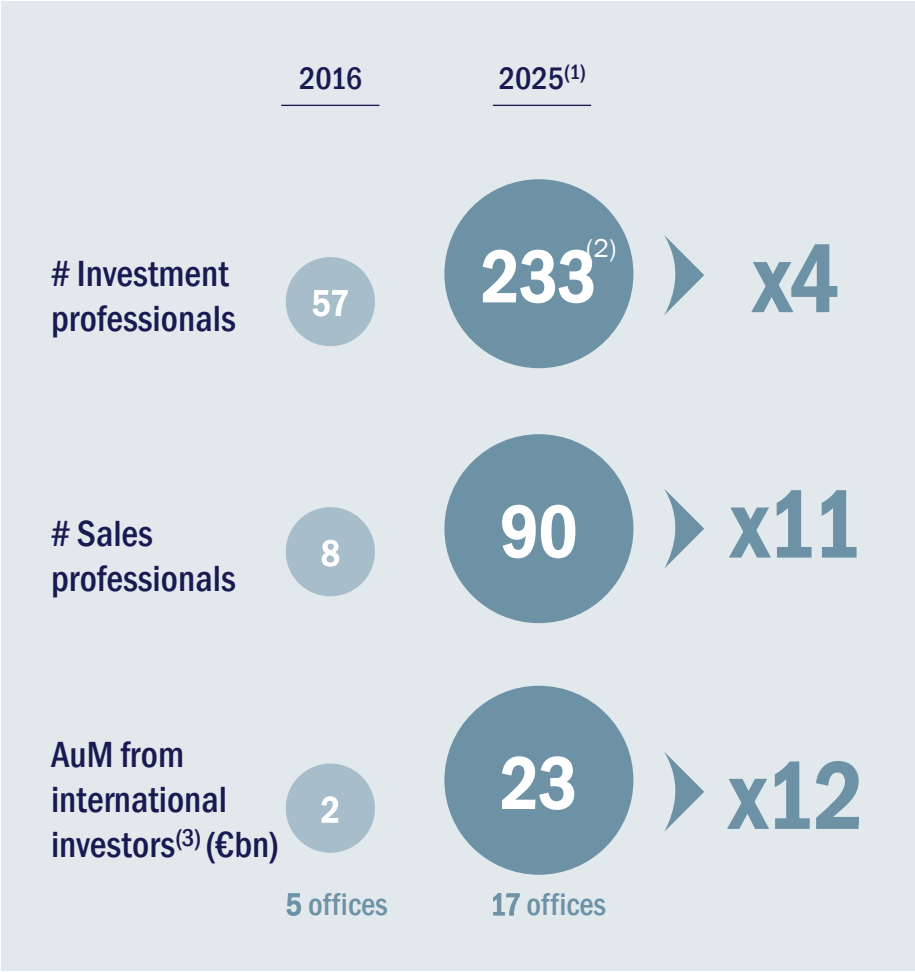 2016
2025(1)
# Investment
professionals
57
233(2)
x4
# Sales
professionals
8
90
x11
AuM from
international
investors(3) (€bn)
2
23
x12
5 offices
17 offices